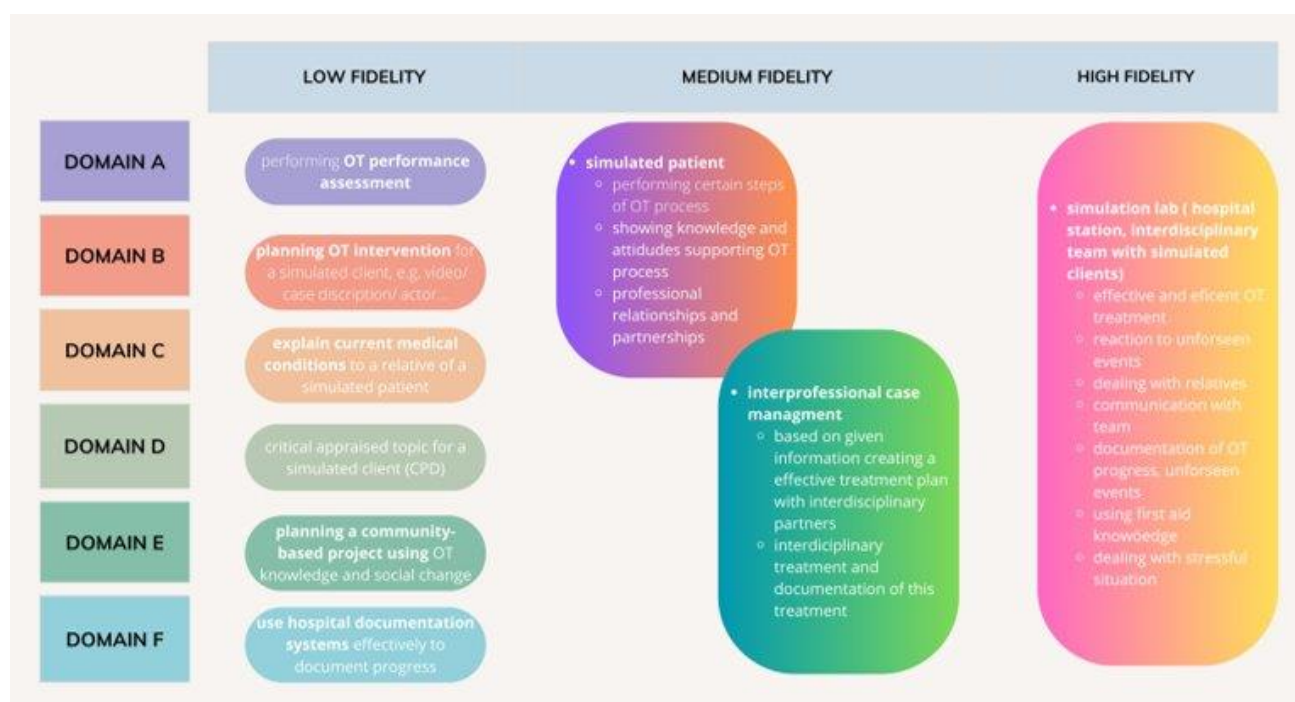 LOW FIDELITY
MEDIUM FIDELITY
HIGH FIDELITY
DOMAIN A
performing OT performance
assessment
DOMAIN B
planning OT intervention for
a simulated client, e.g. video/
case discription/ actor...
DOMAIN C
explain current medical
conditions to a relative of a
simulated patient
DOMAIN D
critical appraised topic for a
simulated client (CPD)
DOMAIN E
planning a community-
based project using OT
knowledge and social change
DOMAIN F
use hospital documentation
systems effectively to
document progress
• simulated patient
◦ performing certain steps
of OT process
◦ showing knowledge and
attidudes supporting OT
process
◦ professional
relationships and
partnerships
• interprofessional case
managment
◦ based on given
information creating a
effective treatment plan
with interdisciplinary
partners
◦ interdiciplinary
treatment and
documentation of this
treatment
• simulation lab ( hospital
station, interdisciplinary
team with simulated
clients)
◦ effective and eficent OT
treatment
◦ reaction to unforseen
events
◦ dealing with relatives
◦ communication with
team
◦ documentation of OT
progress, unforseen
events
◦ using first aid
knowoedge
◦ dealing with stressful
situation